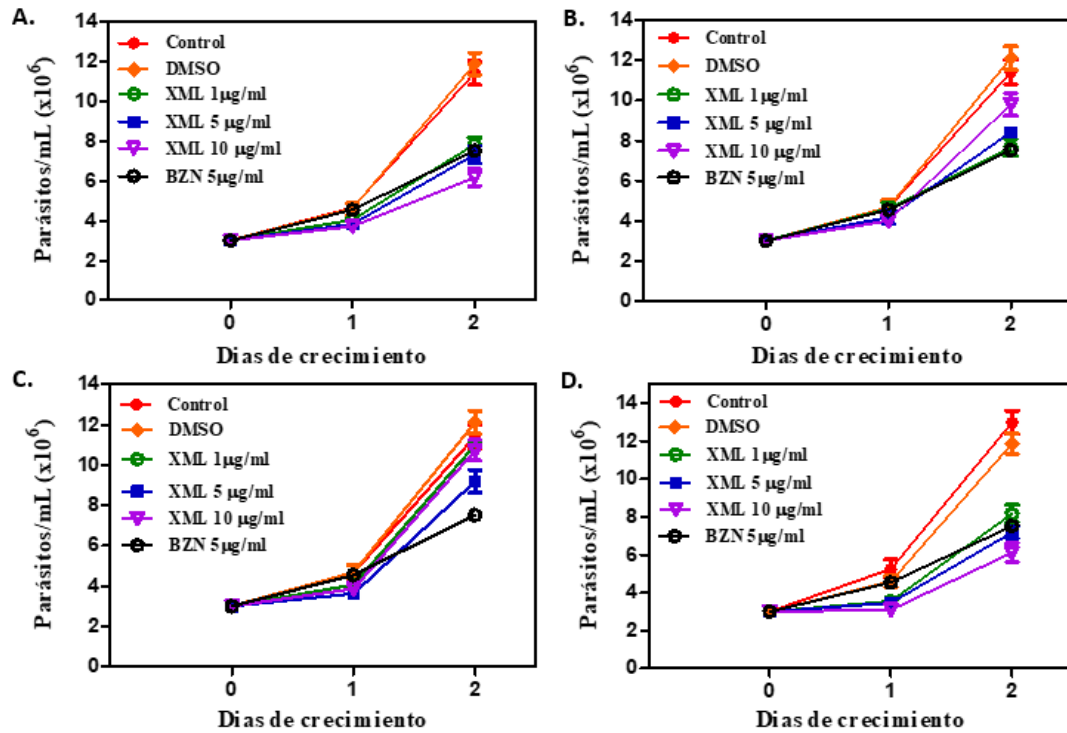 A.
14
12
10
8
6
4
2
0
Parásitos/mL (x10⁶)
Control
DMSO
XML 1µg/ml
XML 5 µg/ml
XML 10 µg/ml
BZN 5µg/ml
0 1 2
Dias de crecimiento
B.
14
12
10
8
6
4
2
0
Parásitos/mL (x10⁶)
Control
DMSO
XML 1µg/ml
XML 5 µg/ml
XML 10 µg/ml
BZN 5µg/ml
0 1 2
Dias de crecimiento
C.
14
12
10
8
6
4
2
0
Parásitos/mL (x10⁶)
Control
DMSO
XML 1µg/ml
XML 5 µg/ml
XML 10 µg/ml
BZN 5µg/ml
0 1 2
Dias de crecimiento
D.
14
12
10
8
6
4
2
0
Parásitos/mL (x10⁶)
Control
DMSO
XML 1µg/ml
XML 5 µg/ml
XML 10 µg/ml
BZN 5µg/ml
0 1 2
Dias de crecimiento